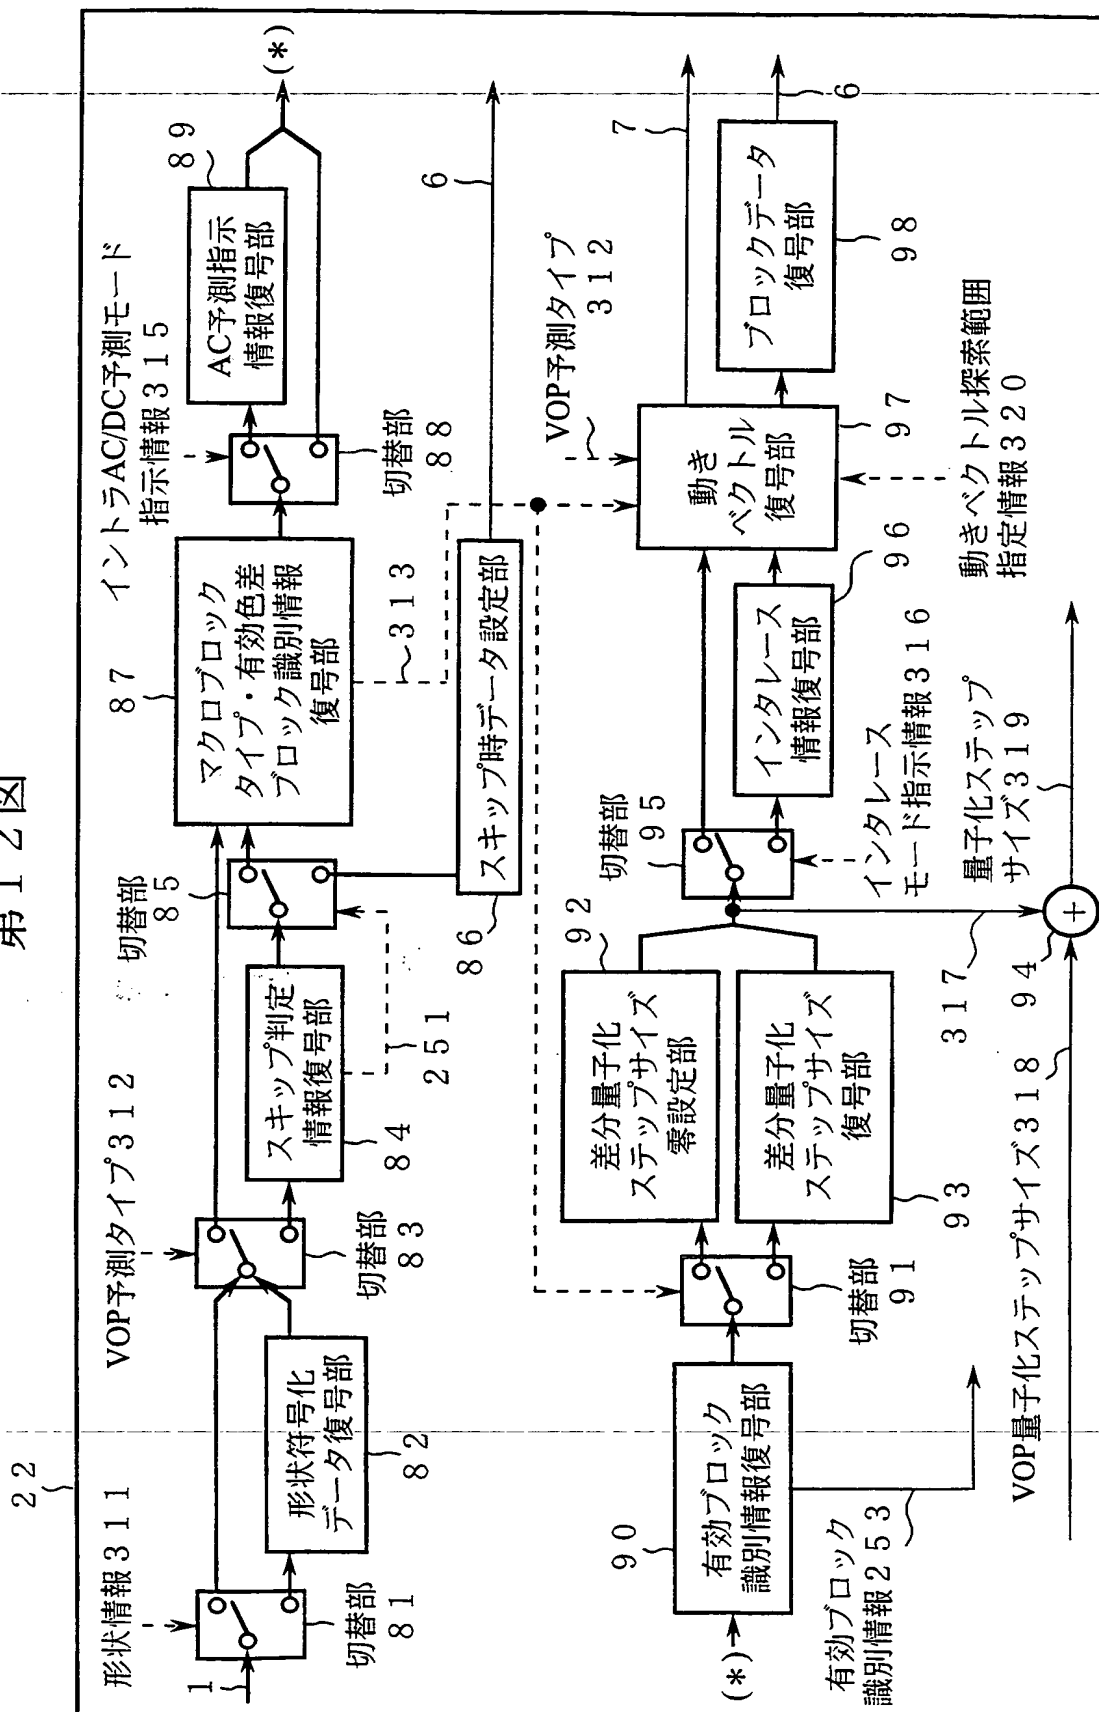 第12図
22
形状情報311
1
切替部
81
形状符号化
データ復号部
82
VOP予測タイプ312
切替部
83
スキップ判定
情報復号部
84
251
切替部
85
スキップ時データ設定部
86
6
87
マクロブロック
タイプ・有効色差
ブロック識別情報
復号部
313
イントラAC/DC予測モード
指示情報315
切替部
88
AC予測指示
情報復号部
89
(*)
(*)
90
有効ブロック
識別情報復号部
有効ブロック
識別情報253
切替部
91
差分量子化
ステップサイズ
零設定部
92
差分量子化
ステップサイズ
復号部
93
317
94
+
VOP量子化ステップサイズ318
量子化ステップ
サイズ319
切替部
95
インタレース
モード指示情報316
インタレース
情報復号部
96
VOP予測タイプ
312
動き
ベクトル
復号部
97
動きベクトル探索範囲
指定情報320
7
ブロックデータ
復号部
98
6